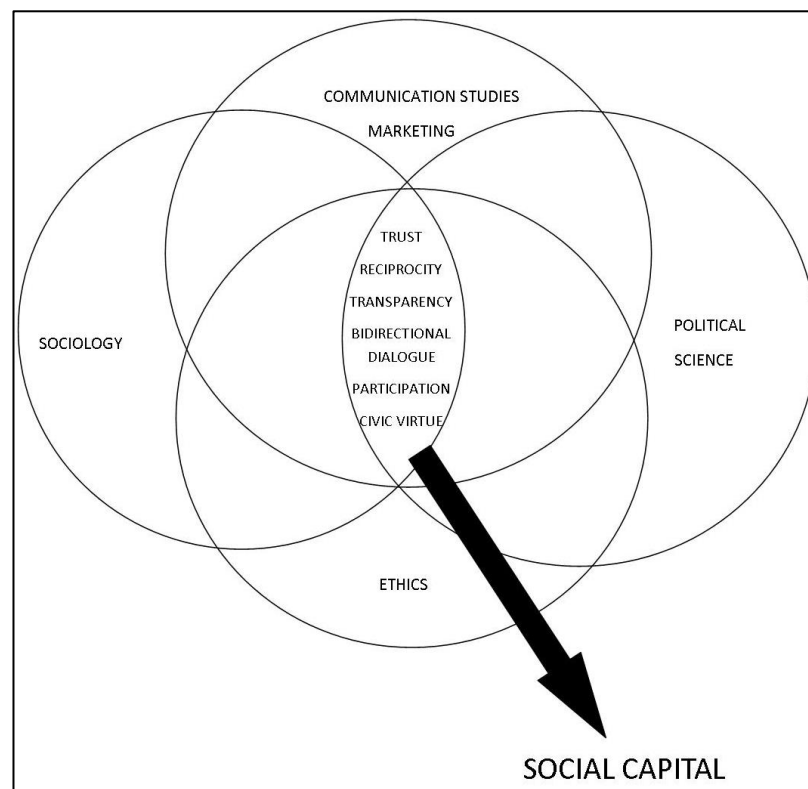 COMMUNICATION STUDIES
MARKETING
TRUST
RECIPROCITY
TRANSPARENCY
BIDIRECTIONAL
DIALOGUE
PARTICIPATION
CIVIC VIRTUE
SOCIOLOGY
POLITICAL
SCIENCE
ETHICS
SOCIAL CAPITAL